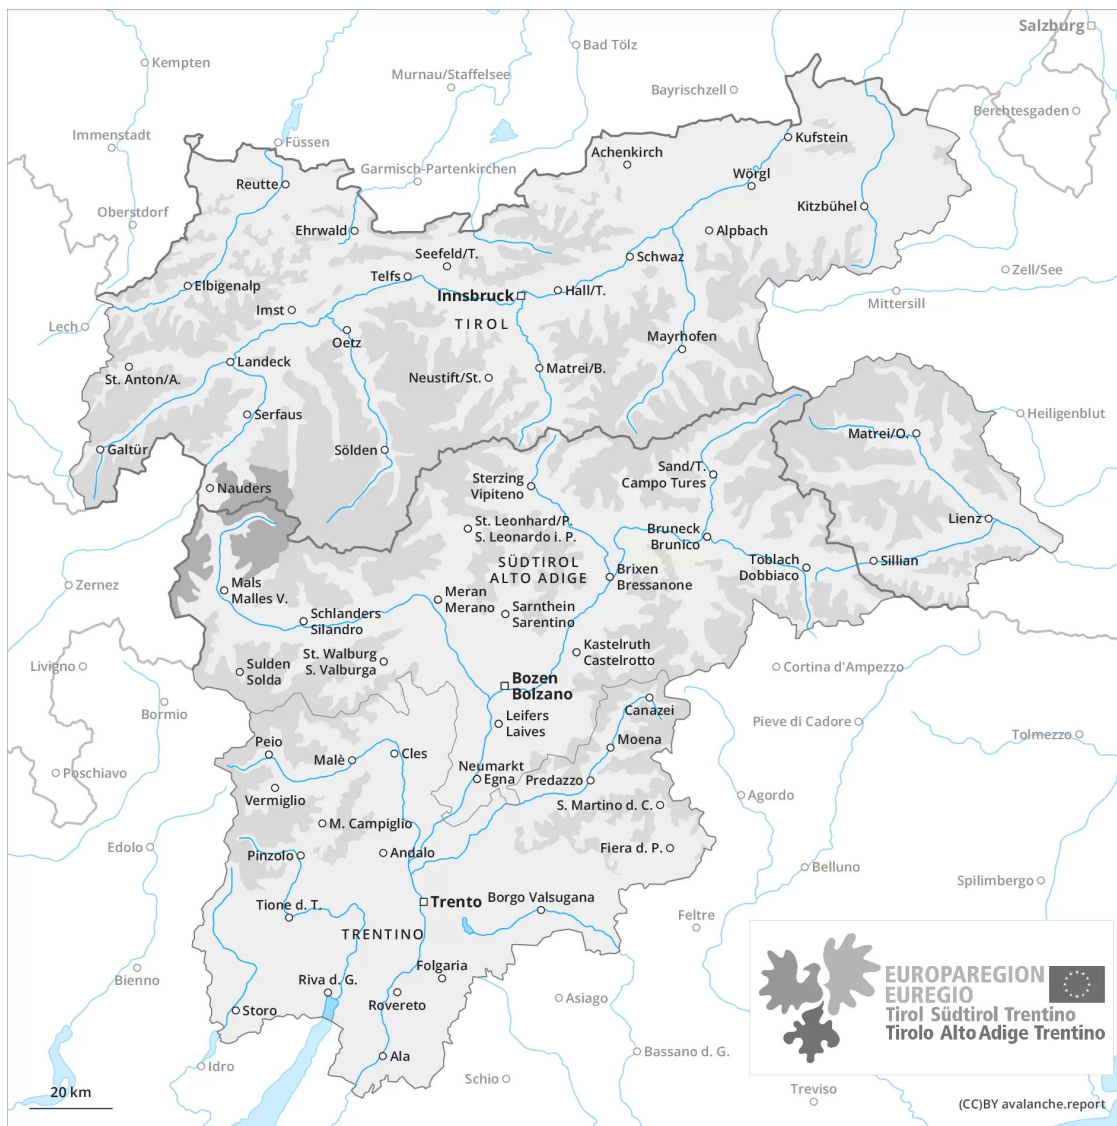 Salzburg
Bad Tölz
Kempten
Murnau/Staffelsee
Bayrischzell
Berchtesgaden
Immenstadt
Füssen
Kufstein
Achenkirch
Garmisch-Partenkirchen
Wörgl
Reutte
Oberstdorf
Kitzbühel
Ehrwald
Alpbach
Seefeld/T.
Schwaz
Zell/See
Telfs
Elbigenalp
Hall/T.
Innsbruck
Mittersill
Imst
TIROL
Lech
Oetz
Mayrhofen
Landeck
Matrei/B.
St. Anton/A.
Neustift/St.
Serfaus
Heiligenblut
Matrei/O.
Galtür
Sölden
Sand/T.
Campo Tures
Sterzing
Vipiteno
Nauders
Lienz
St. Leonhard/P.
S. Leonardo i. P.
Bruneck
Brunico
SÜDTIROL
ALTO ADIGE
Toblach
Dobbiaco
Sillian
Brixen
Bressanone
Zernez
Mals
Malles V.
Meran
Merano
Sarnthein
Sarentino
Schlanders
Silandro
Kastelruth
Castelrotto
St. Walburg
S. Valburga
Livigno
Sulden
Solda
Cortina d'Ampezzo
Bozen
Bolzano
Canazei
Bormio
Leifers
Laives
Pieve di Cadore
Tolmezzo
Moena
Peio
Cles
Malè
Poschiavo
Neumarkt
Egna
Predazzo
Vermiglio
Agordo
S. Martino d. C.
M. Campiglio
Edolo
Fiera d. P.
Andalo
Pinzolo
Belluno
Spilimbergo
Borgo Valsugana
Trento
Tione d. T.
Feltre
TRENTINO
Folgaria
Bienno
Riva d. G.
EUROPAREGION
EUREGIO
Tirol Südtirol Trentino
Tirolo Alto Adige Trentino
Asiago
Rovereto
Storo
Bassano d. G.
Ala
Idro
Schio
Treviso
20 km
(CC)BY avalanche.report